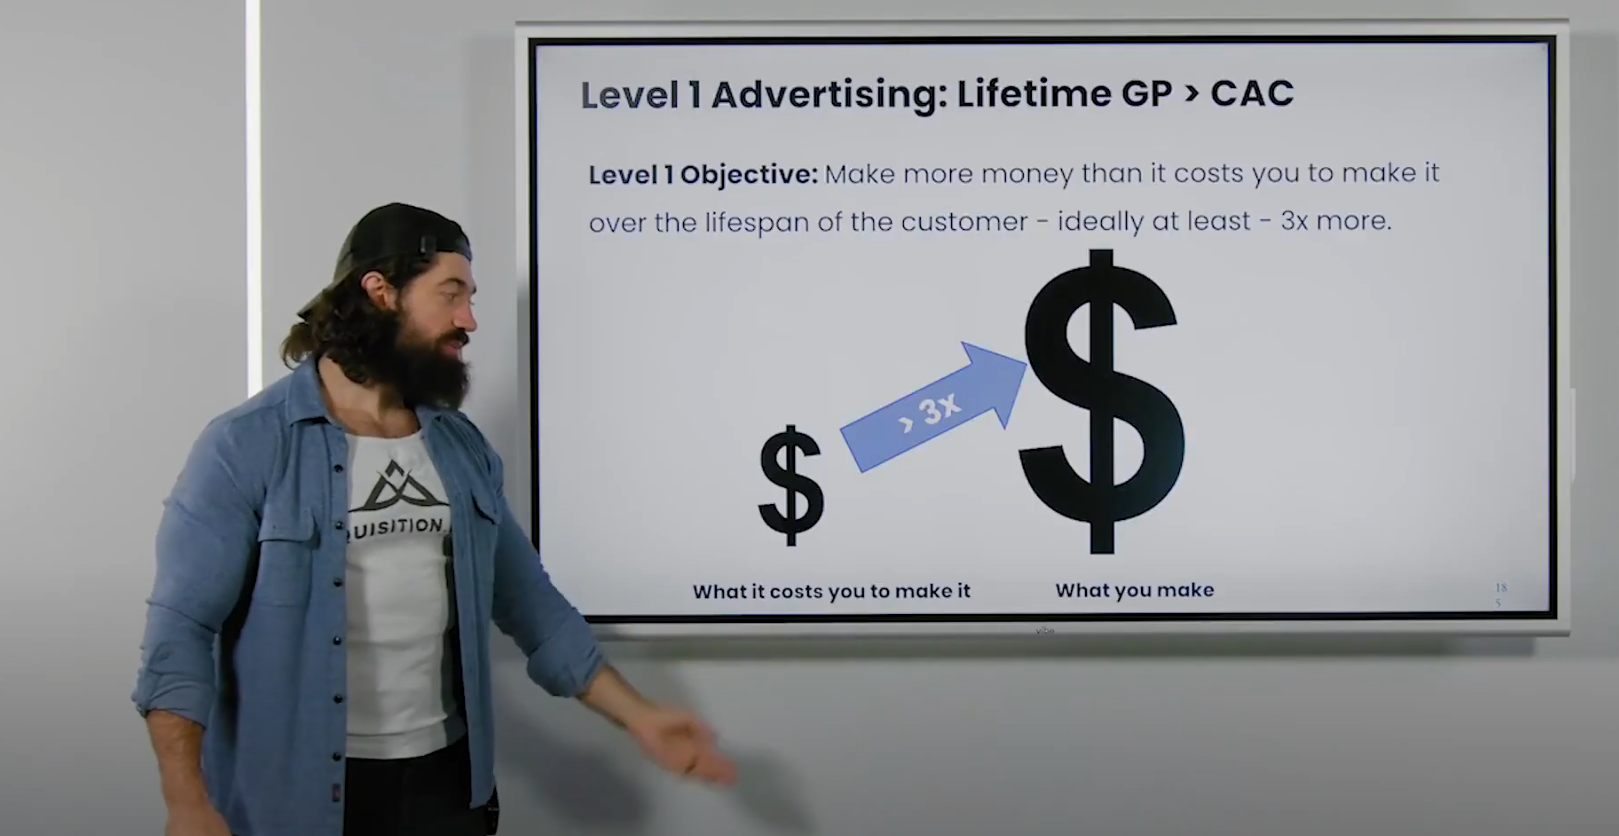 Level 1 Advertising: Lifetime GP > CAC
Level 1 Objective: Make more money than it costs you to make it
over the lifespan of the customer - ideally at least - 3x more.
$
> 3x
$
What it costs you to make it
What you make
18
5
vibe
QUISITION